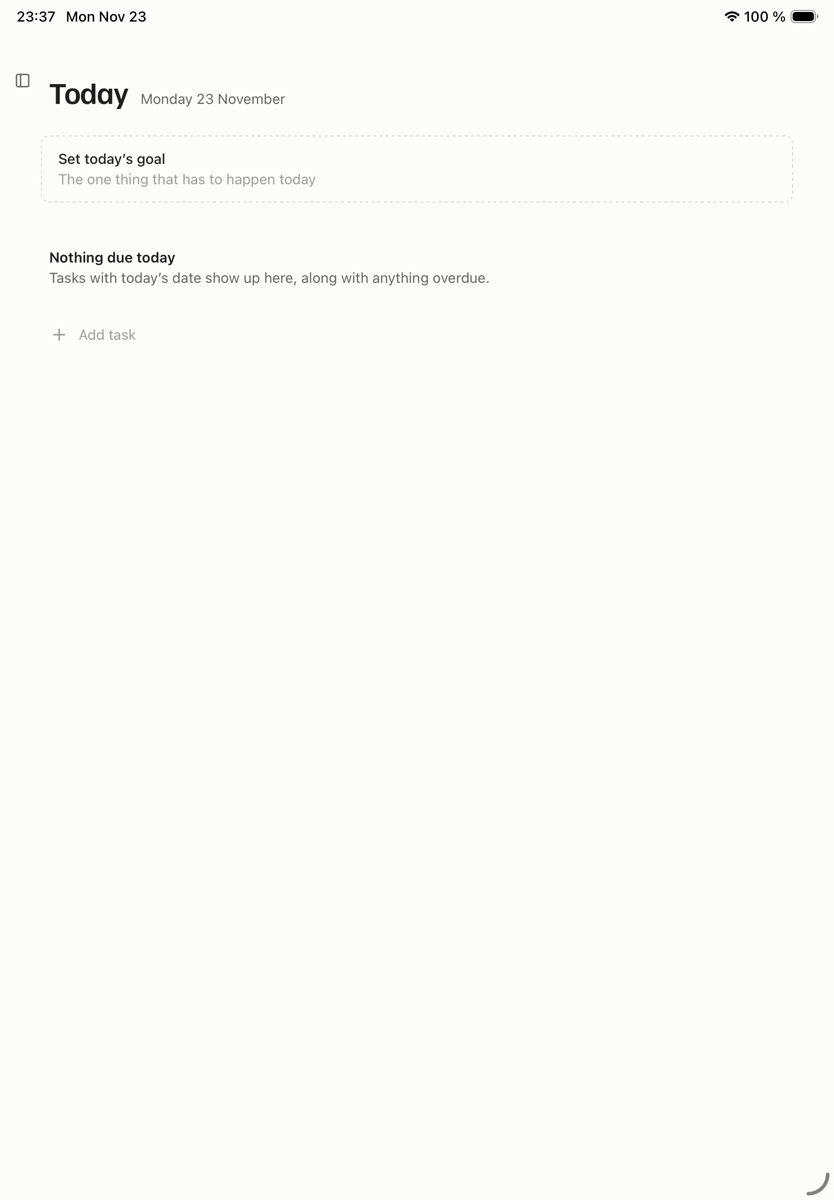 23:37 Mon Nov 23 100 %
Today Monday 23 November
Set today’s goal
The one thing that has to happen today
Nothing due today
Tasks with today’s date show up here, along with anything overdue.
Add task